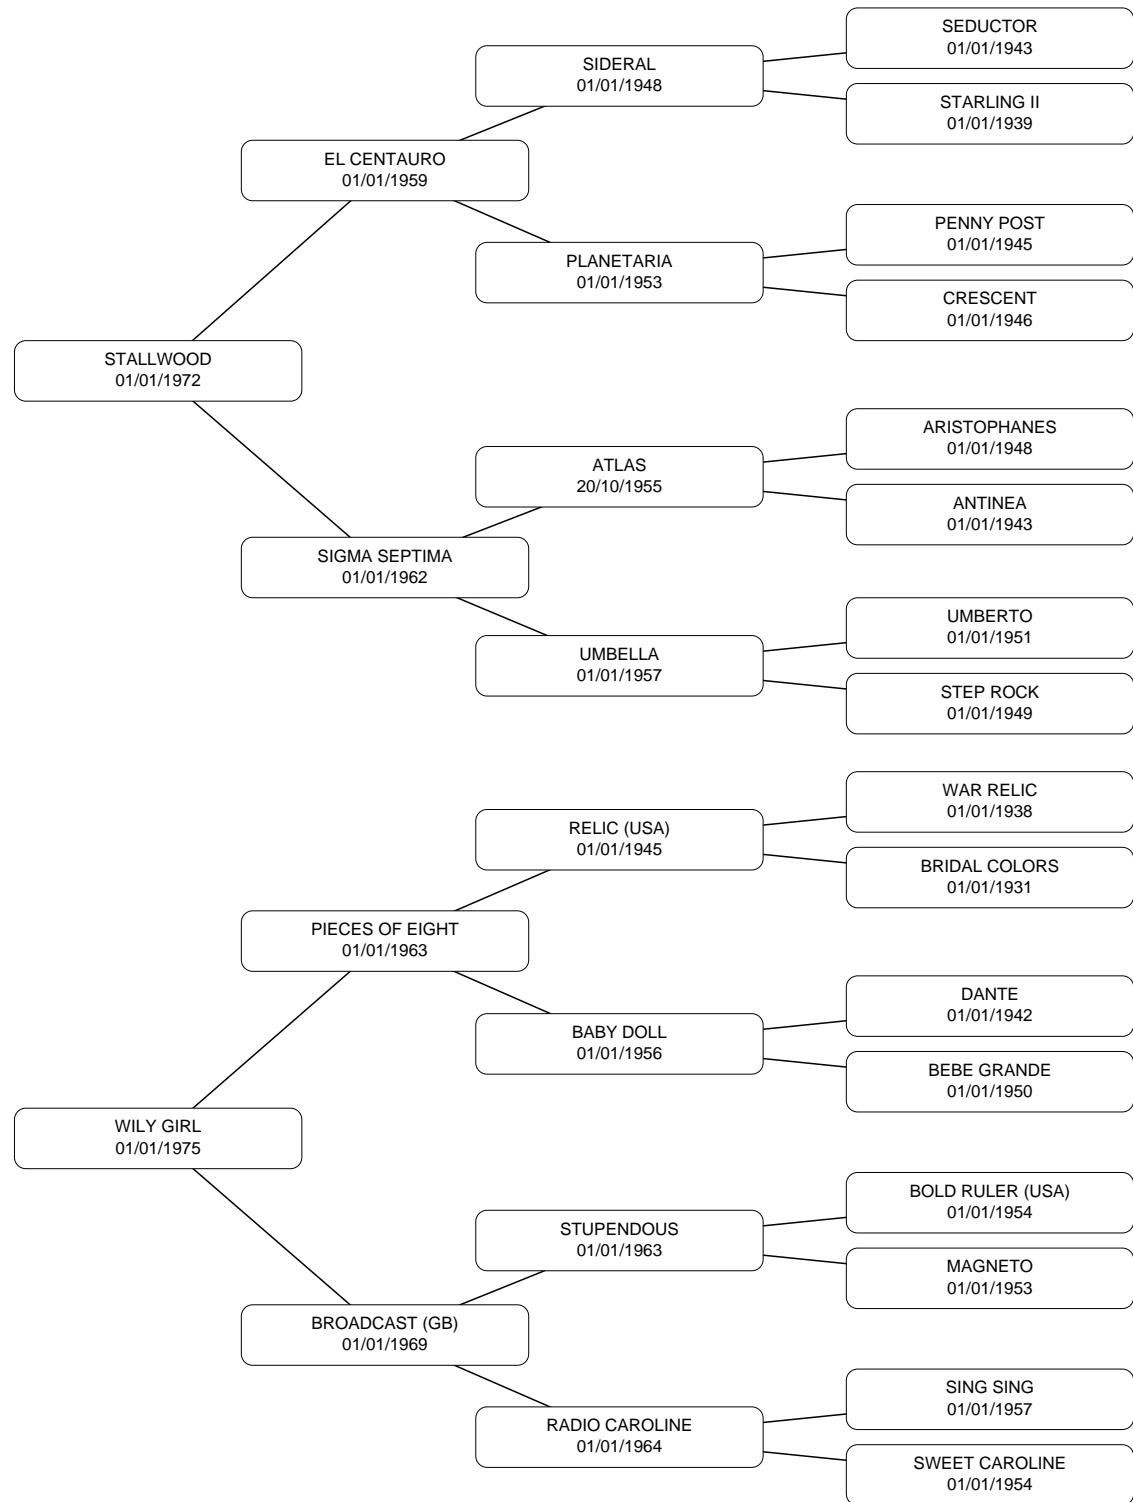 SEDUCTOR
01/01/1943
SIDERAL
01/01/1948
STARLING II
01/01/1939
EL CENTAURO
01/01/1959
PENNY POST
01/01/1945
PLANETARIA
01/01/1953
CRESCENT
01/01/1946
STALLWOOD
01/01/1972
ARISTOPHANES
01/01/1948
ATLAS
20/10/1955
ANTINEA
01/01/1943
SIGMA SEPTIMA
01/01/1962
UMBERTO
01/01/1951
UMBELLA
01/01/1957
STEP ROCK
01/01/1949
WAR RELIC
01/01/1938
RELIC (USA)
01/01/1945
BRIDAL COLORS
01/01/1931
PIECES OF EIGHT
01/01/1963
DANTE
01/01/1942
BABY DOLL
01/01/1956
BEBE GRANDE
01/01/1950
WILY GIRL
01/01/1975
BOLD RULER (USA)
01/01/1954
STUPENDOUS
01/01/1963
MAGNETO
01/01/1953
BROADCAST (GB)
01/01/1969
SING SING
01/01/1957
RADIO CAROLINE
01/01/1964
SWEET CAROLINE
01/01/1954